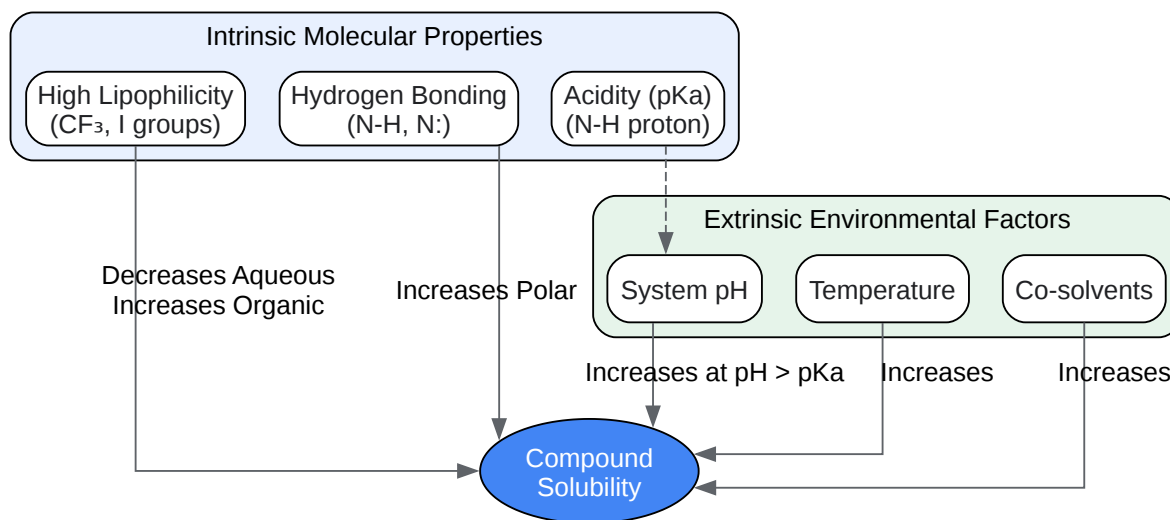 Intrinsic Molecular Properties
High Lipophilicity
(CF₃, I groups)
Hydrogen Bonding
(N-H, N:)
Acidity (pKa)
(N-H proton)
Extrinsic Environmental Factors
System pH
Temperature
Co-solvents
Decreases Aqueous
Increases Organic
Increases Polar
Increases at pH > pKa
Increases
Increases
Compound
Solubility